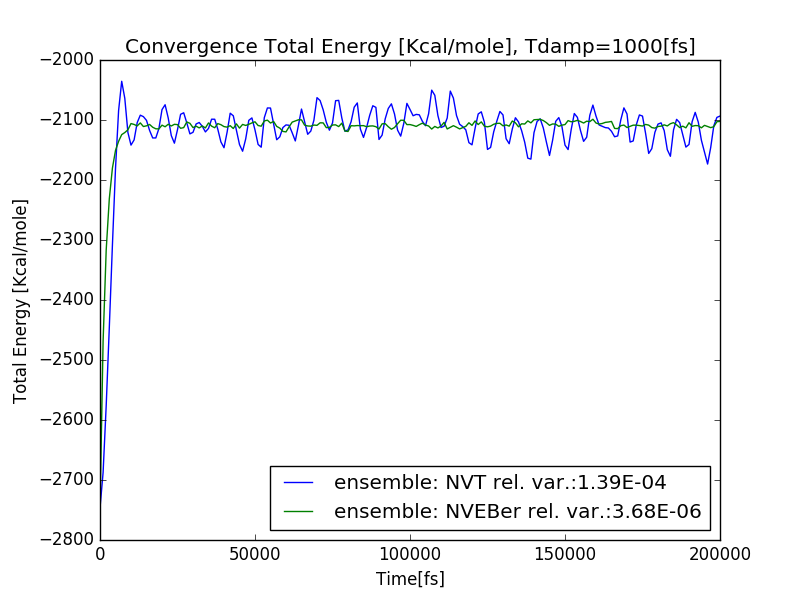 Convergence Total Energy [Kcal/mole], Tdamp=1000[fs]
Total Energy [Kcal/mole]
−2000
−2100
−2200
−2300
−2400
−2500
−2600
−2700
−2800
ensemble: NVT rel. var.:1.39E-04
ensemble: NVEBer rel. var.:3.68E-06
0
50000
100000
150000
200000
Time[fs]